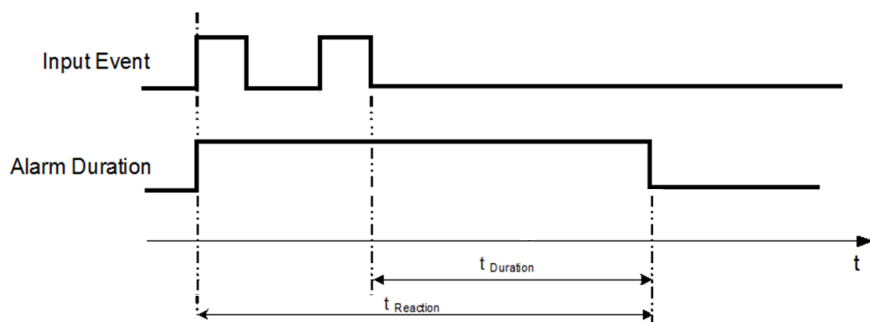 Input Event
Alarm Duration
t
t Duration
t Reaction